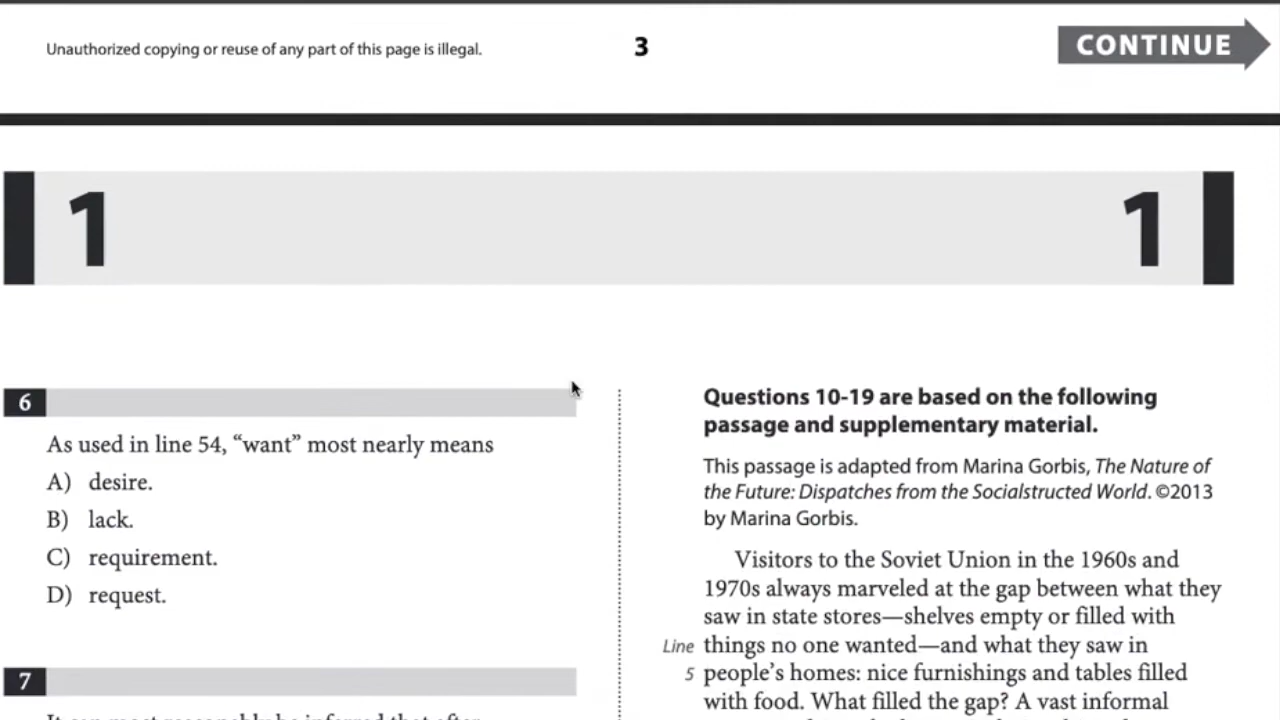 Unauthorized copying or reuse of any part of this page is illegal.
3
CONTINUE
1
1
6
As used in line 54, “want” most nearly means
A) desire.
B) lack.
C) requirement.
D) request.
7
Questions 10-19 are based on the following
passage and supplementary material.
This passage is adapted from Marina Gorbis, The Nature of
the Future: Dispatches from the Socialstructed World. ©2013
by Marina Gorbis.
Visitors to the Soviet Union in the 1960s and
1970s always marveled at the gap between what they
saw in state stores—shelves empty or filled with
Line things no one wanted—and what they saw in
5 people’s homes: nice furnishings and tables filled
with food. What filled the gap? A vast informal